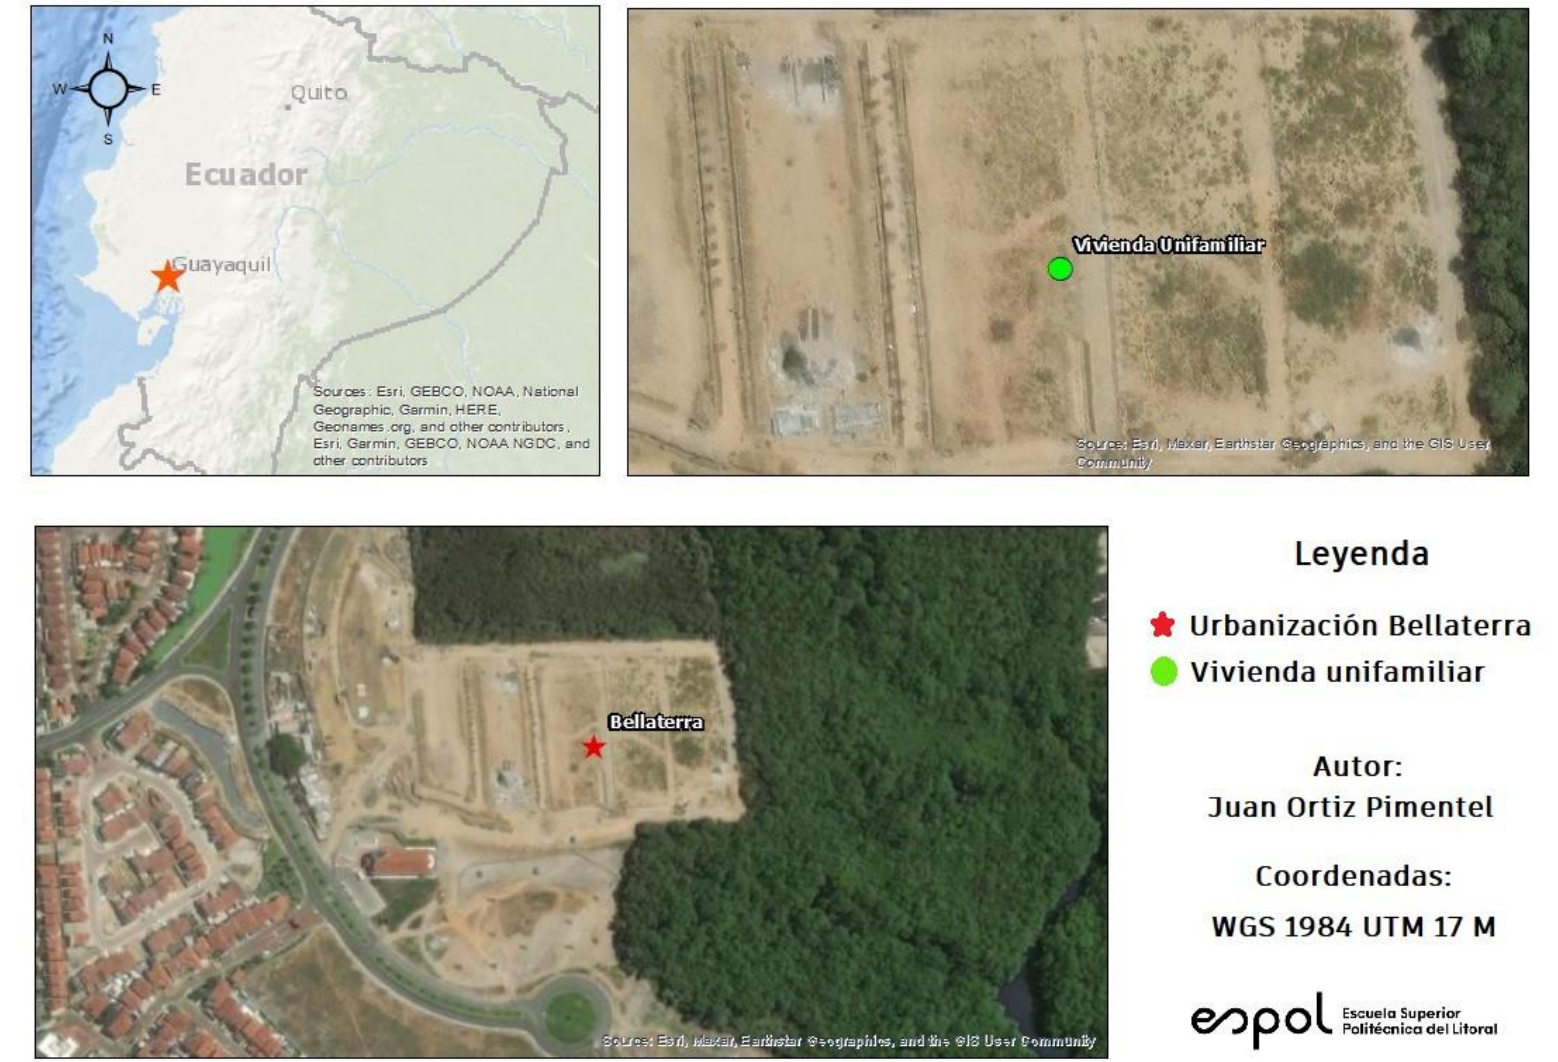 N
W E
S
Quito
Ecuador
Guayaquil
Sources: Esri, GEBCO, NOAA, National
Geographic, Garmin, HERE,
Geonames.org, and other contributors,
Esri, Garmin, GEBCO, NOAA NGDC, and
other contributors
Vivienda Unifamiliar
Source: Esri, Maxar, Earthstar Geographics, and the GIS User
Community
Bellaterra
Source: Esri, Maxar, Earthstar Geographics, and the GIS User Community
Leyenda
Urbanización Bellaterra
Vivienda unifamiliar
Autor:
Juan Ortiz Pimentel
Coordenadas:
WGS 1984 UTM 17 M
espol Escuela Superior
Politécnica del Litoral